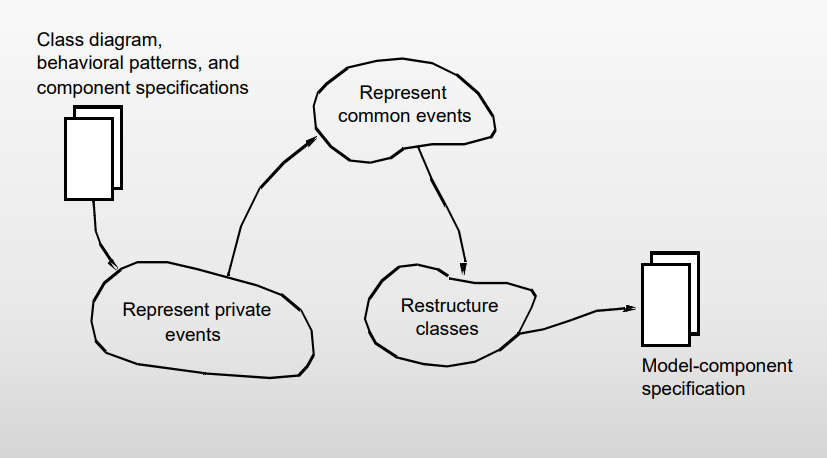 Class diagram,
behavioral patterns, and
component specifications
Represent
common events
Represent private
events
Restructure
classes
Model-component
specification